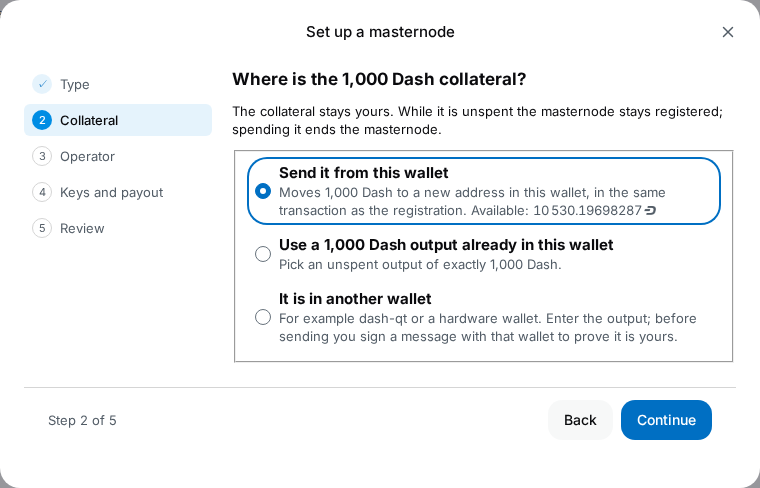 Set up a masternode
✓ Type
2 Collateral
3 Operator
4 Keys and payout
5 Review
Where is the 1,000 Dash collateral?
The collateral stays yours. While it is unspent the masternode stays registered;
spending it ends the masternode.
Send it from this wallet
Moves 1,000 Dash to a new address in this wallet, in the same
transaction as the registration. Available: 10 530.19698287
Use a 1,000 Dash output already in this wallet
Pick an unspent output of exactly 1,000 Dash.
It is in another wallet
For example dash-qt or a hardware wallet. Enter the output; before
sending you sign a message with that wallet to prove it is yours.
Step 2 of 5
Back
Continue